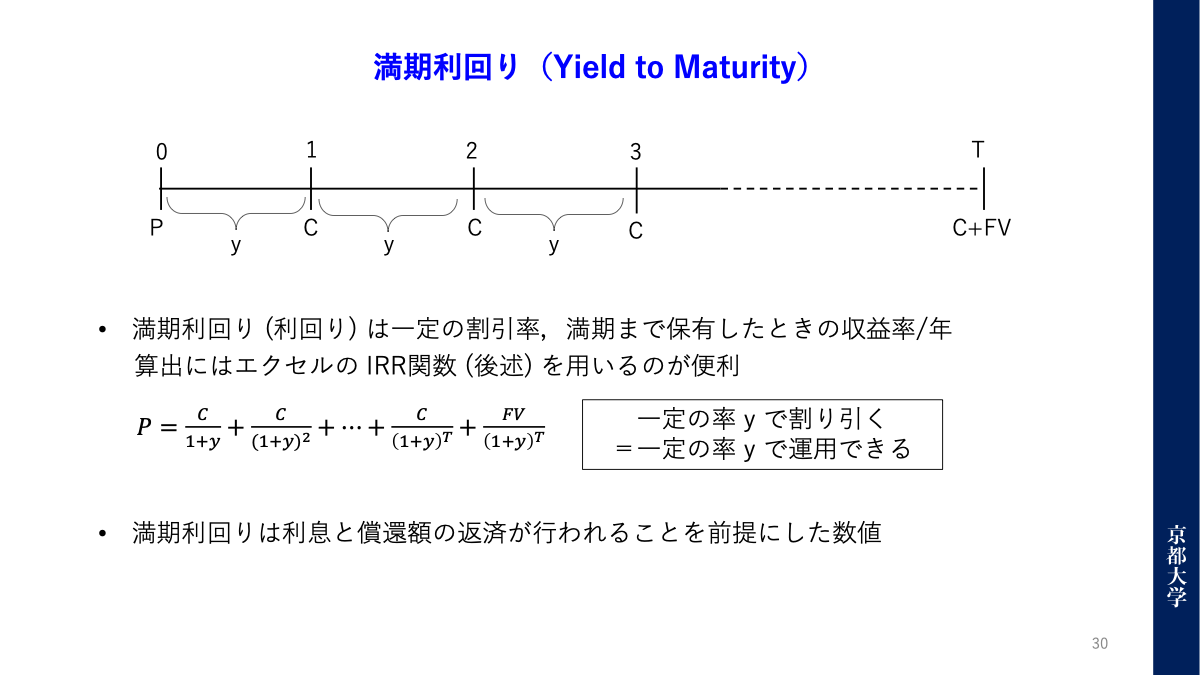 満期利回り（Yield to Maturity）
0 1 2 3 T
P C C C C+FV
y y y
• 満期利回り (利回り) は一定の割引率，満期まで保有したときの収益率/年
算出にはエクセルの IRR関数 (後述) を用いるのが便利
P = C/(1+y) + C/(1+y)^2 + ⋯ + C/(1+y)^T + FV/(1+y)^T
一定の率 y で割り引く
＝一定の率 y で運用できる
• 満期利回りは利息と償還額の返済が行われることを前提にした数値
京都大学
30